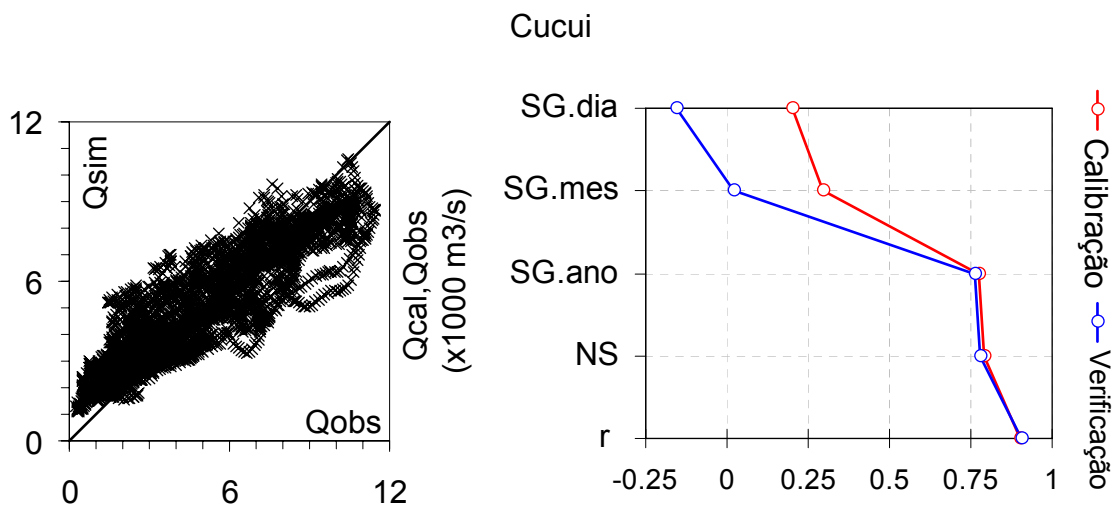 Cucui
12
Qsim
6
Qobs
0
0
6
12
Qcal,Qobs
(x1000 m3/s)
SG.dia
SG.mes
SG.ano
NS
r
-0.25
0
0.25
0.5
0.75
1
Calibração
Verificação